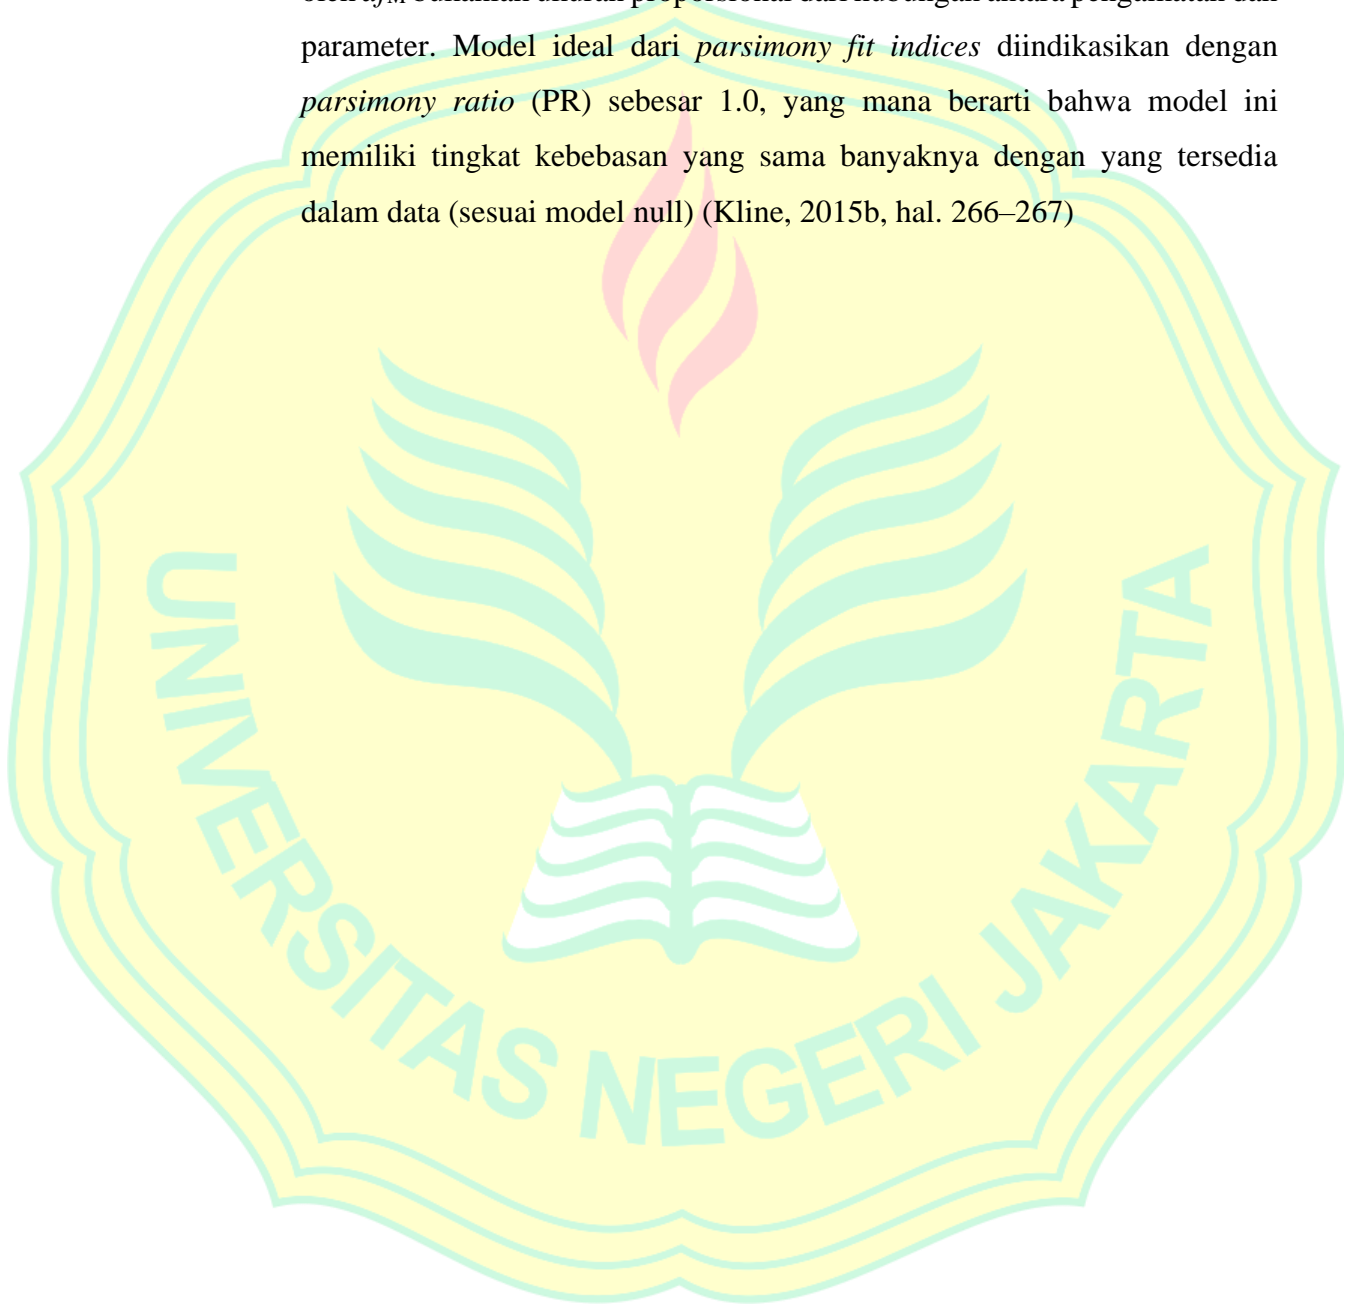 parameter. Model ideal dari parsimony fit indices diindikasikan dengan
parsimony ratio (PR) sebesar 1.0, yang mana berarti bahwa model ini
memiliki tingkat kebebasan yang sama banyaknya dengan yang tersedia
dalam data (sesuai model null) (Kline, 2015b, hal. 266–267)
UNIVERSITAS NEGERI JAKARTA